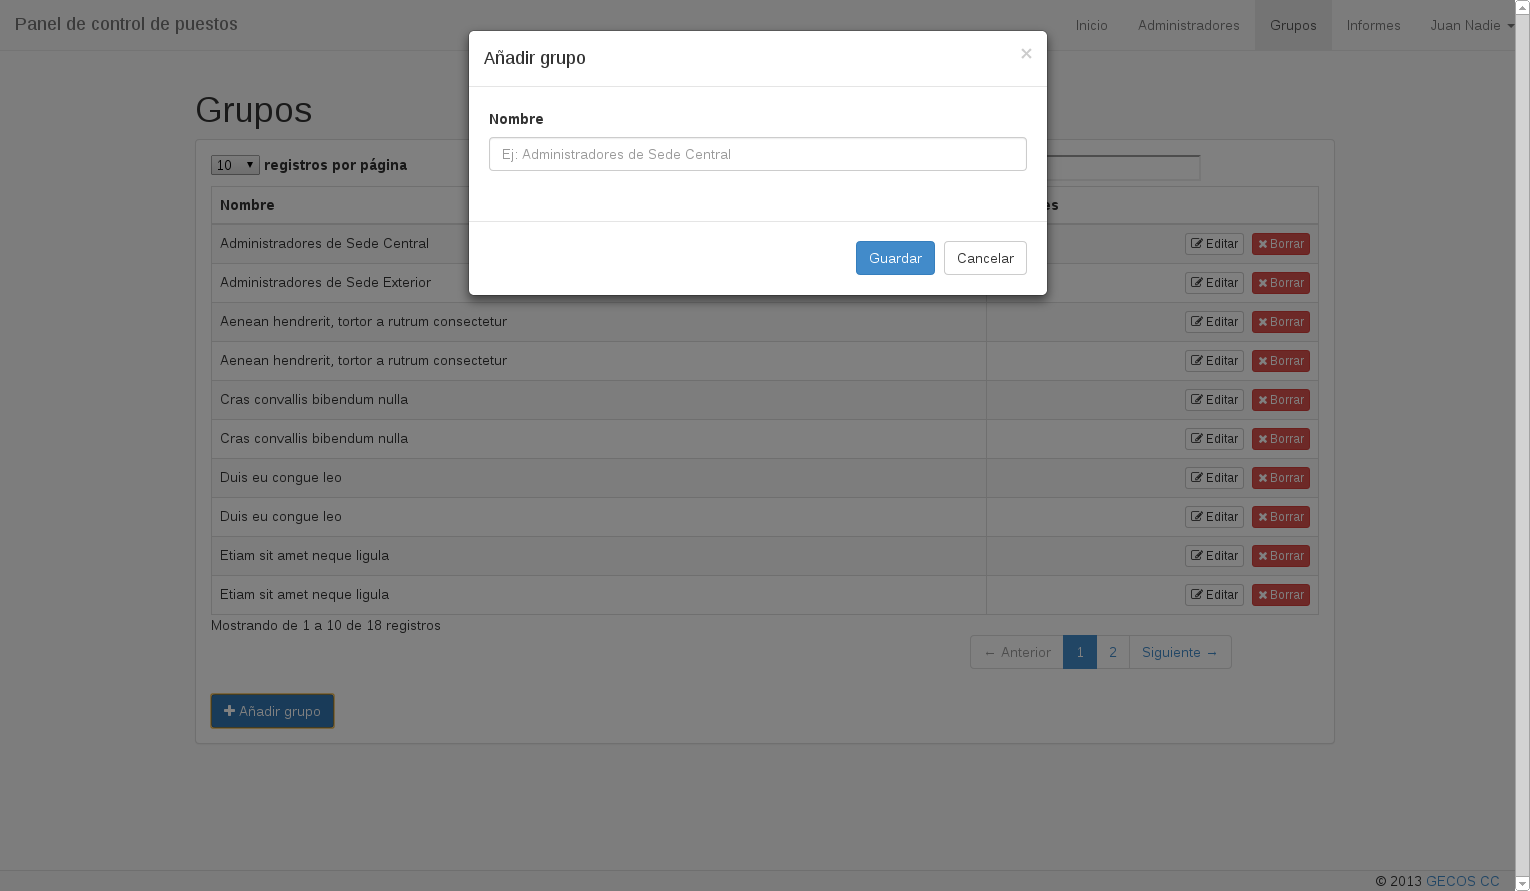 Panel de control de puestos Inicio Administradores Grupos Informes Juan Nadie
Añadir grupo ×
Grupos
Nombre
Ej: Administradores de Sede Central
10 registros por página
Nombre
Administradores de Sede Central Editar Borrar
Guardar Cancelar
Administradores de Sede Exterior Editar Borrar
Aenean hendrerit, tortor a rutrum consectetur Editar Borrar
Aenean hendrerit, tortor a rutrum consectetur Editar Borrar
Cras convallis bibendum nulla Editar Borrar
Cras convallis bibendum nulla Editar Borrar
Duis eu congue leo Editar Borrar
Duis eu congue leo Editar Borrar
Etiam sit amet neque ligula Editar Borrar
Etiam sit amet neque ligula Editar Borrar
Mostrando de 1 a 10 de 18 registros
← Anterior 1 2 Siguiente →
Añadir grupo
© 2013 GECOS CC